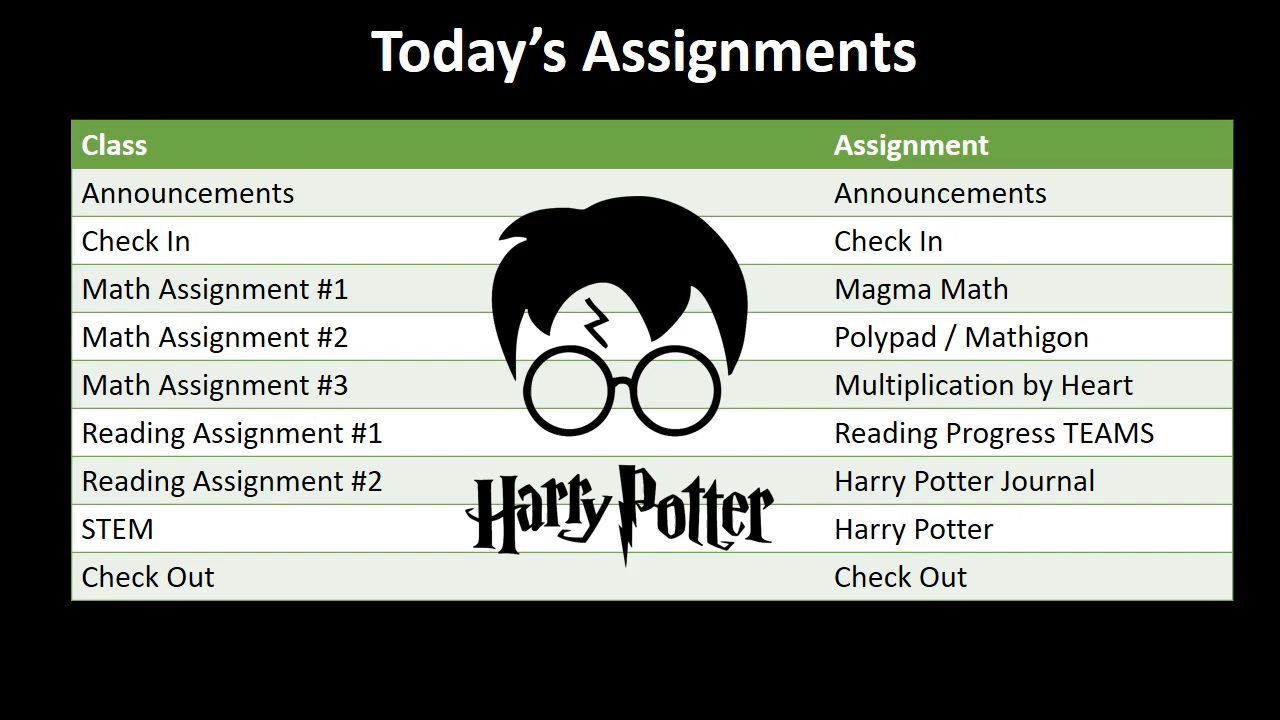 Today’s Assignments
Class Assignment
Announcements Announcements
Check In Check In
Math Assignment #1 Magma Math
Math Assignment #2 Polypad / Mathigon
Math Assignment #3 Multiplication by Heart
Reading Assignment #1 Reading Progress TEAMS
Reading Assignment #2 Harry Potter Journal
STEM Harry Potter
Check Out Check Out
Harry Potter